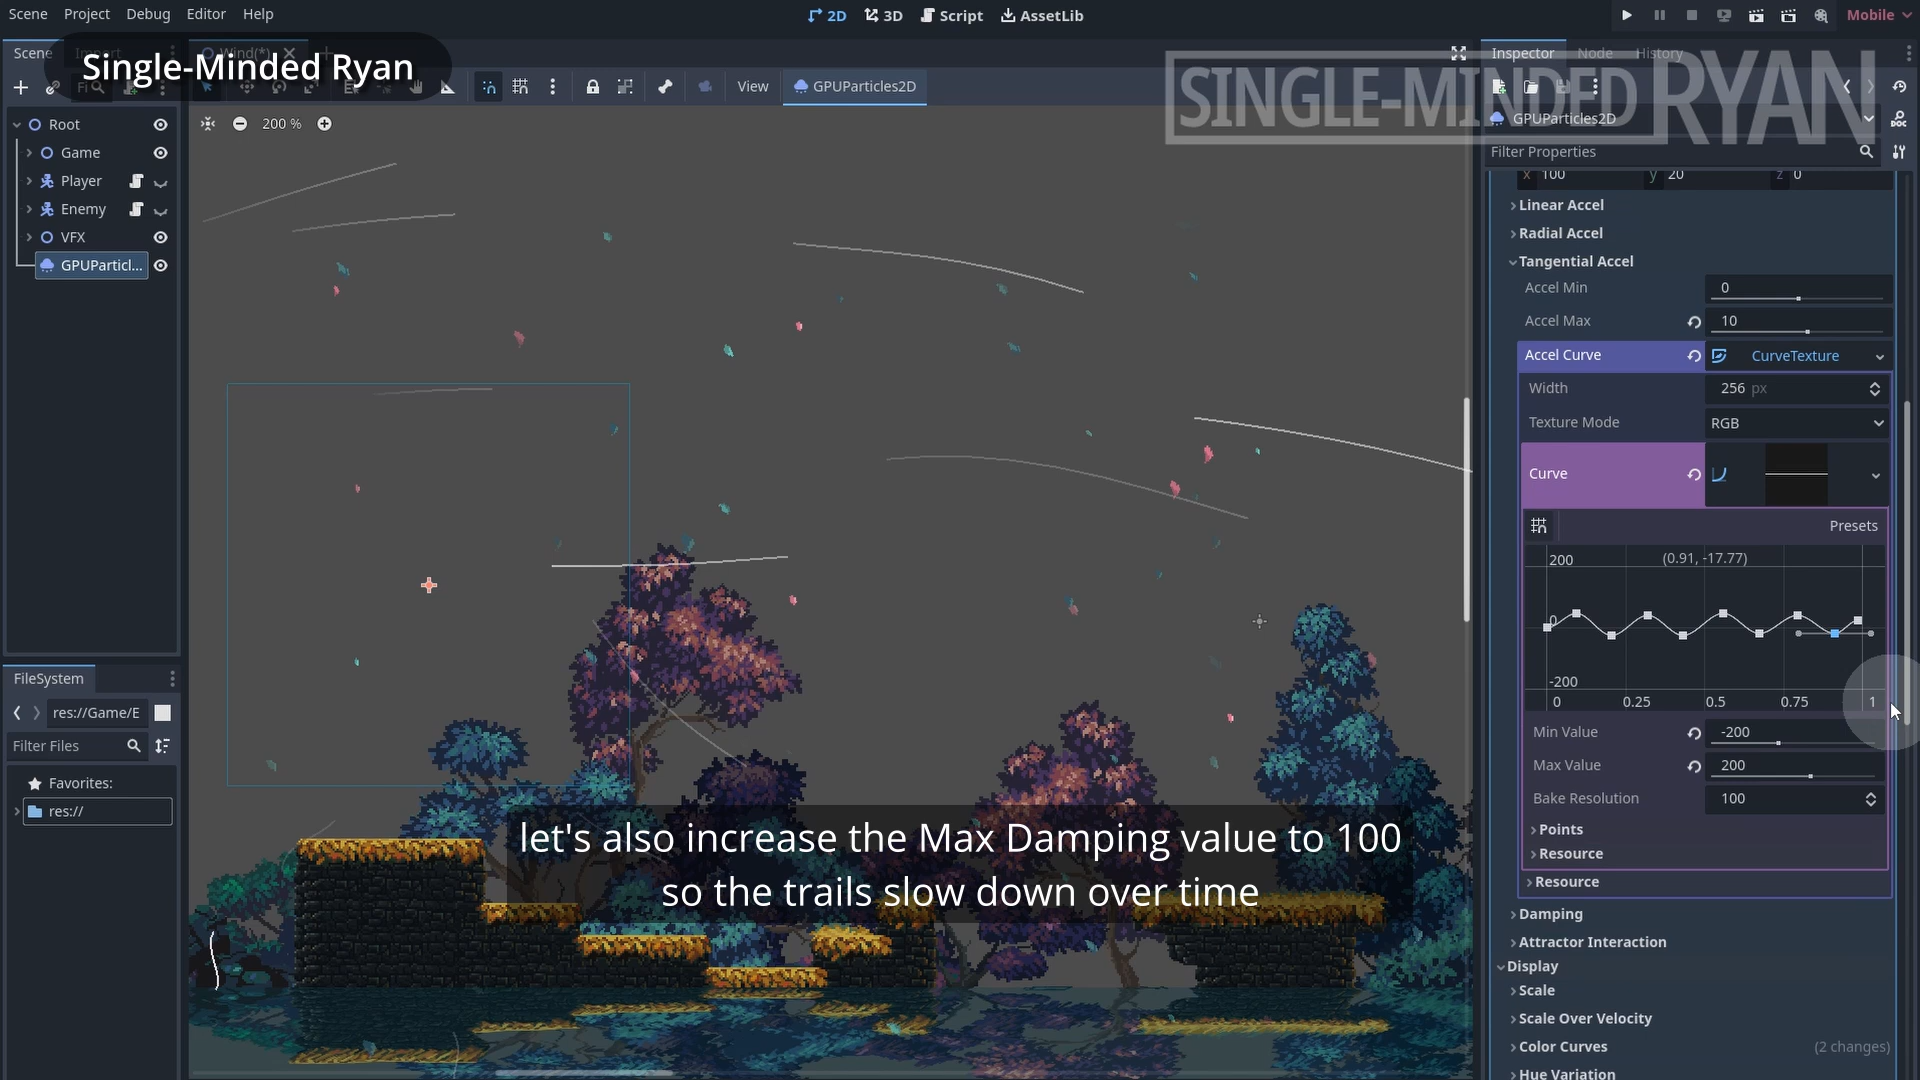 Scene Project Debug Editor Help
2D 3D Script AssetLib
Mobile
Scene Import
Wind(*)
Single-Minded Ryan
Inspector Node History
SINGLE-MINDED RYAN
View GPUParticles2D
GPUParticles2D
Filter Properties
200 %
Root
Game
Player
Enemy
VFX
GPUParticl...
x 100 y 20 z 0
Linear Accel
Radial Accel
Tangential Accel
Accel Min 0
Accel Max 10
Accel Curve CurveTexture
Width 256 px
Texture Mode RGB
Curve
Presets
200 (0.91, -17.77)
0
-200
0 0.25 0.5 0.75 1
Min Value -200
Max Value 200
Bake Resolution 100
Points
Resource
Resource
Damping
Attractor Interaction
Display
Scale
Scale Over Velocity
Color Curves (2 changes)
Hue Variation
FileSystem
res://Game/E
Filter Files
Favorites:
res://
let's also increase the Max Damping value to 100
so the trails slow down over time